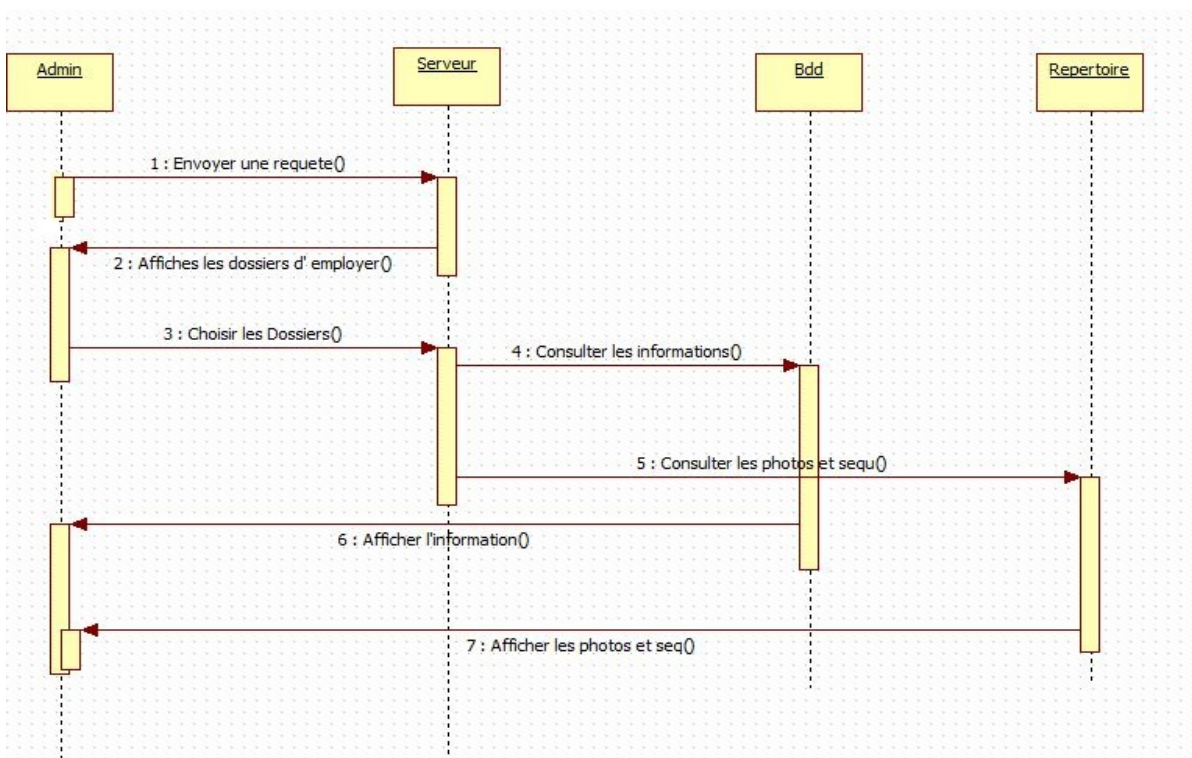 Admin
Serveur
Bdd
Repertoire
1 : Envoyer une requete()
2 : Affiches les dossiers d' employer()
3 : Choisir les Dossiers()
4 : Consulter les informations()
5 : Consulter les photos et sequ()
6 : Afficher l'information()
7 : Afficher les photos et seq()